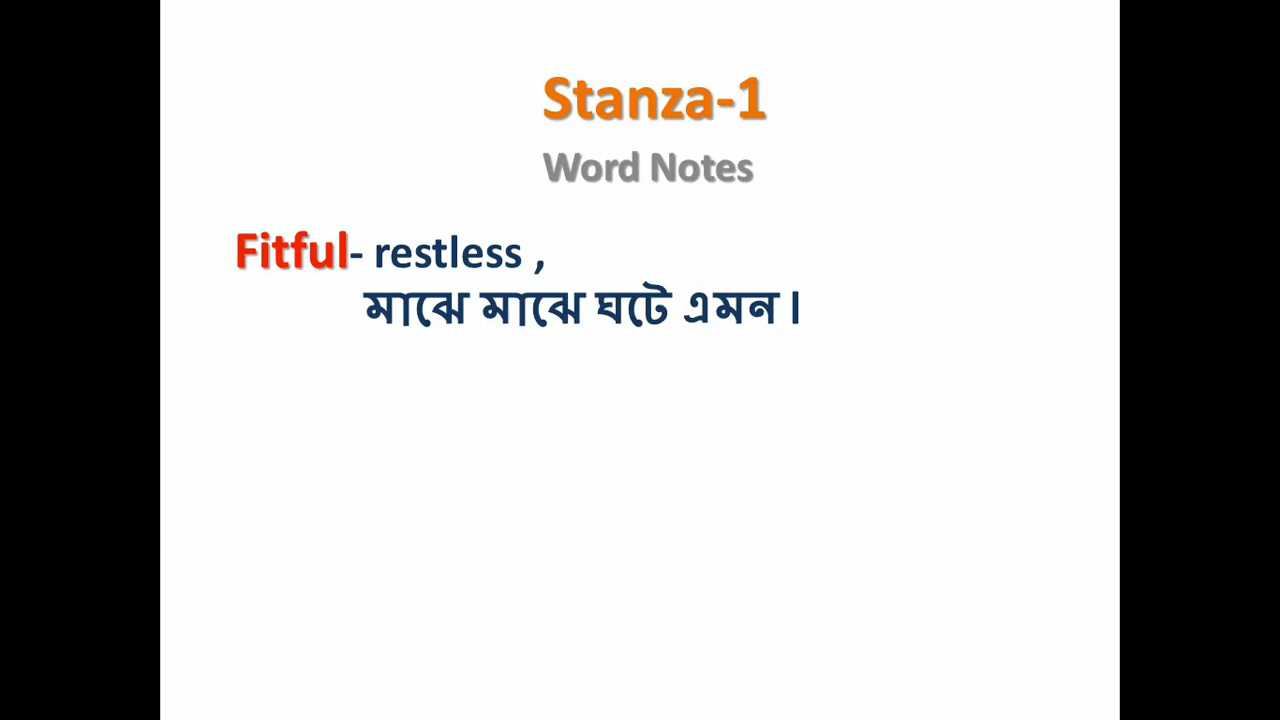 Stanza-1
Word Notes
Fitful- restless ,
মাঝে মাঝে ঘটে এমন।